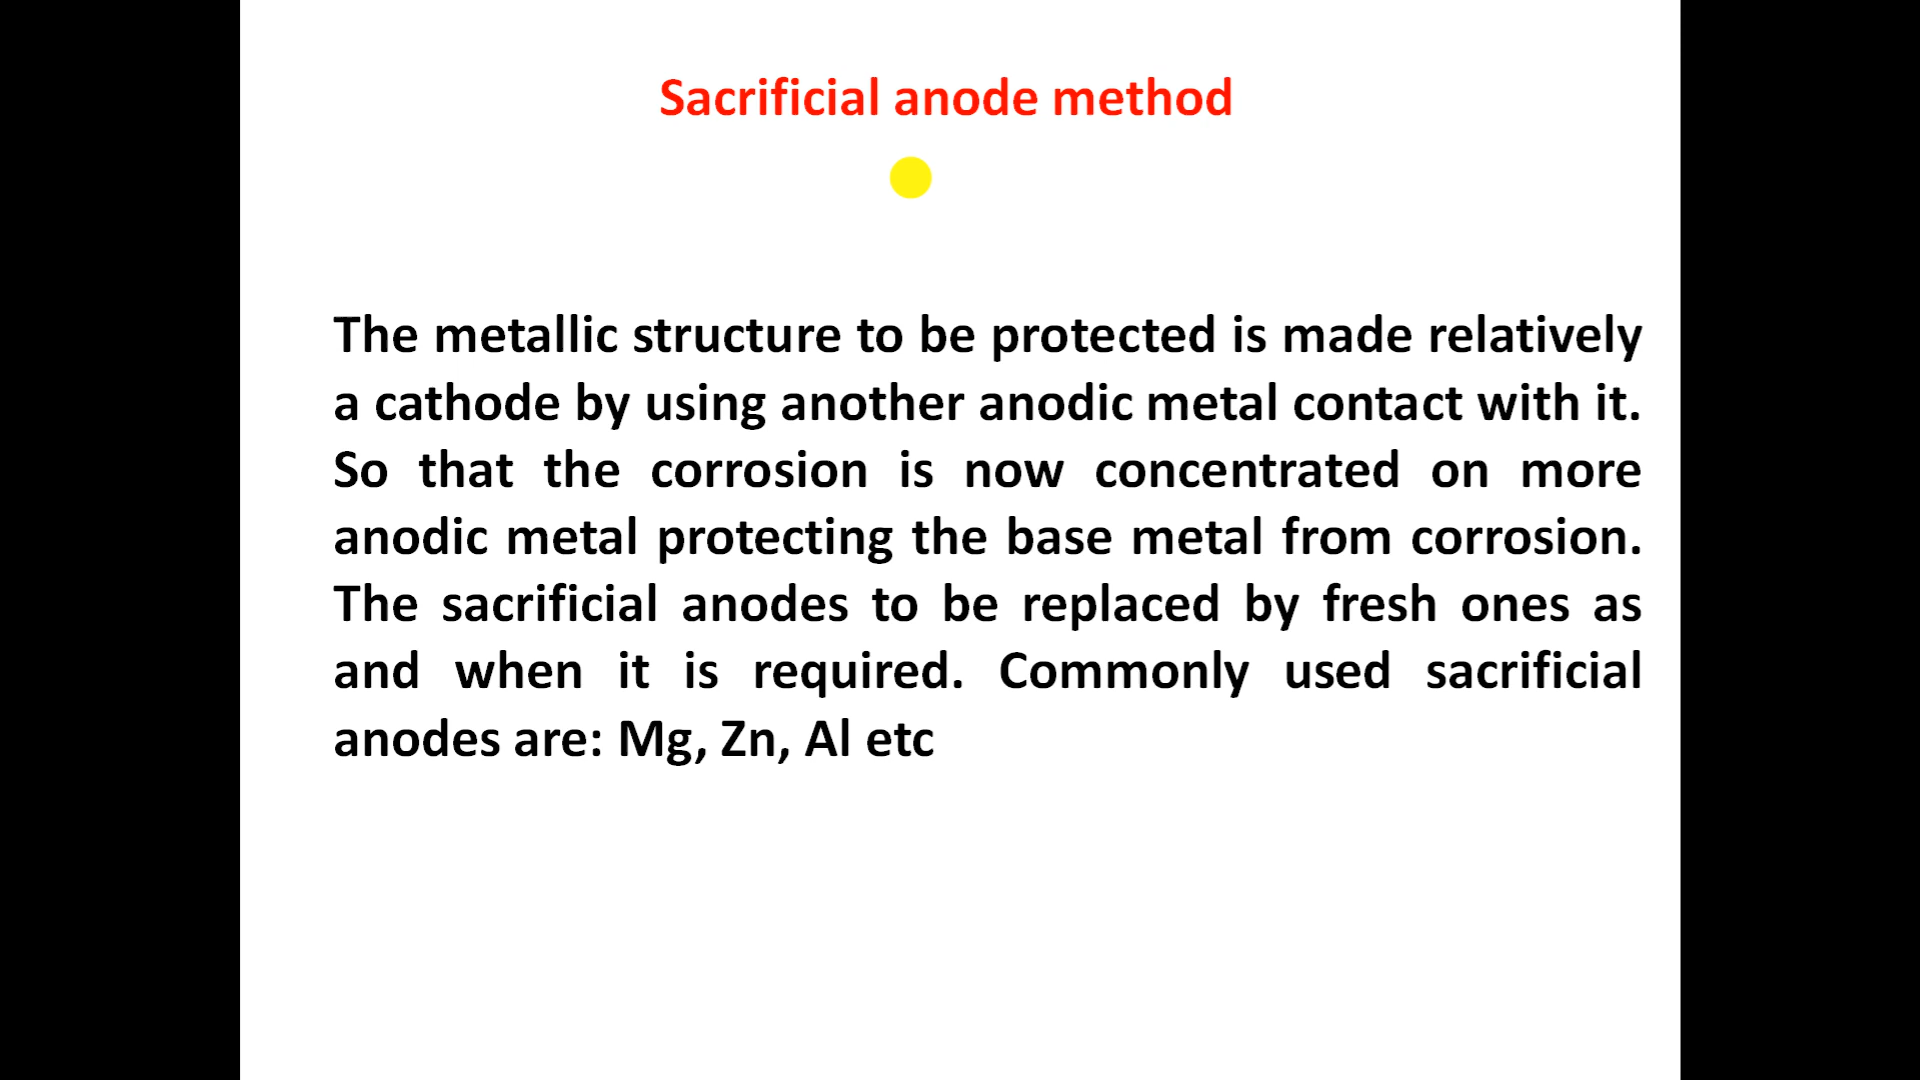 Sacrificial anode method
The metallic structure to be protected is made relatively
a cathode by using another anodic metal contact with it.
So that the corrosion is now concentrated on more
anodic metal protecting the base metal from corrosion.
The sacrificial anodes to be replaced by fresh ones as
and when it is required. Commonly used sacrificial
anodes are: Mg, Zn, Al etc